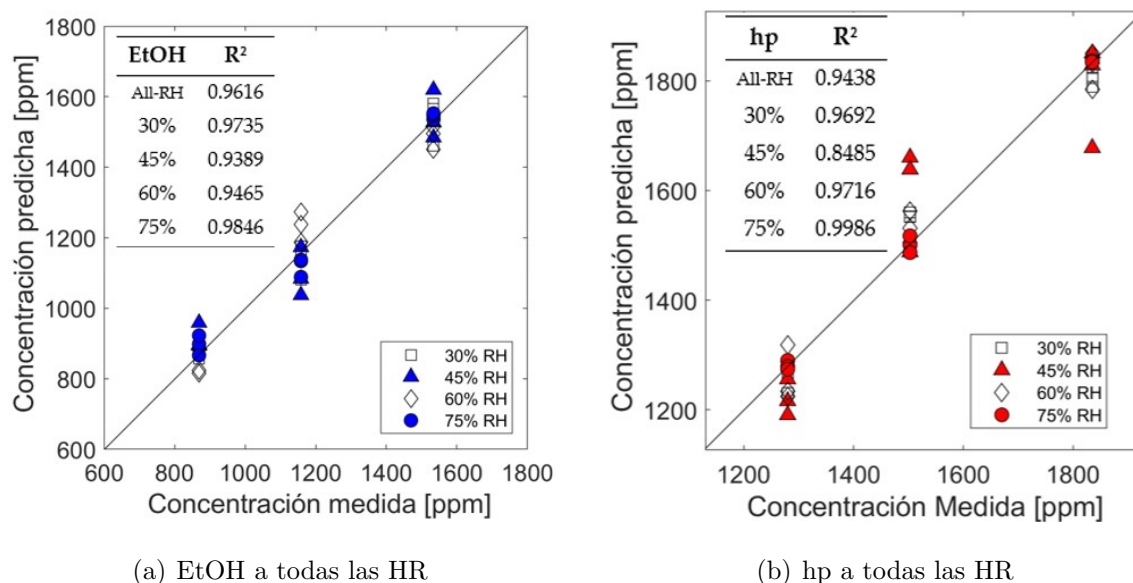 EtOH R²
All-RH 0.9616
30% 0.9735
45% 0.9389
60% 0.9465
75% 0.9846
1800
1600
1400
1200
1000
800
600
Concentración predicha [ppm]
30% RH
45% RH
60% RH
75% RH
600 800 1000 1200 1400 1600 1800
Concentración medida [ppm]
(a) EtOH a todas las HR
hp R²
All-RH 0.9438
30% 0.9692
45% 0.8485
60% 0.9716
75% 0.9986
1800
1600
1400
1200
Concentración predicha [ppm]
30% RH
45% RH
60% RH
75% RH
1200 1400 1600 1800
Concentración Medida [ppm]
(b) hp a todas las HR